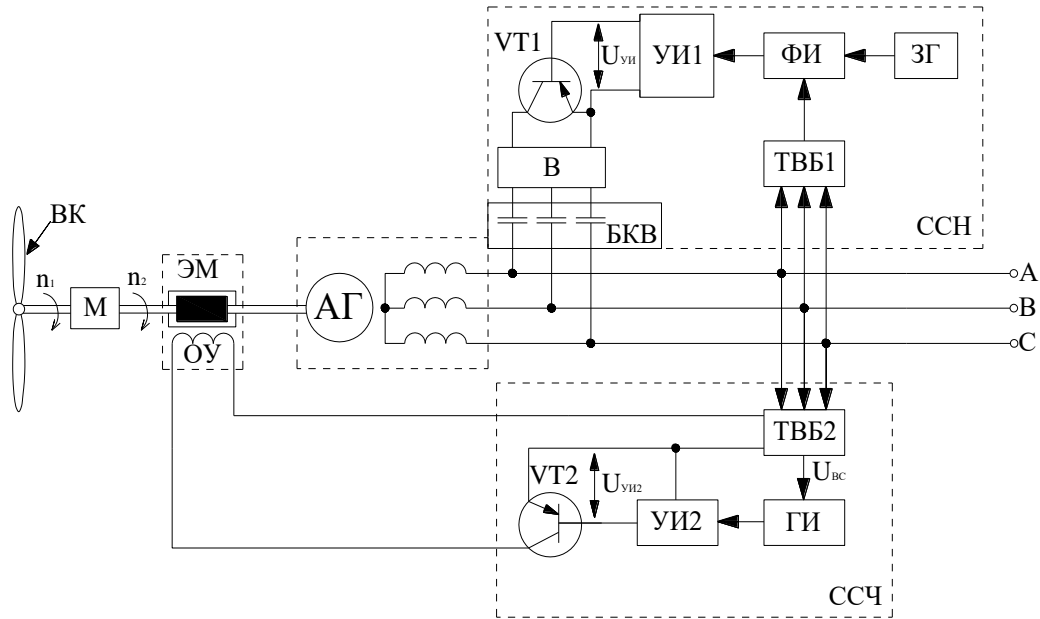 VT1
Uуи
УИ1
ФИ
ЗГ
ТВБ1
В
БКВ
ССН
ВК
n1
М
n2
ЭМ
ОУ
АГ
А
В
С
ТВБ2
Uвс
VT2
Uуи2
УИ2
ГИ
ССЧ